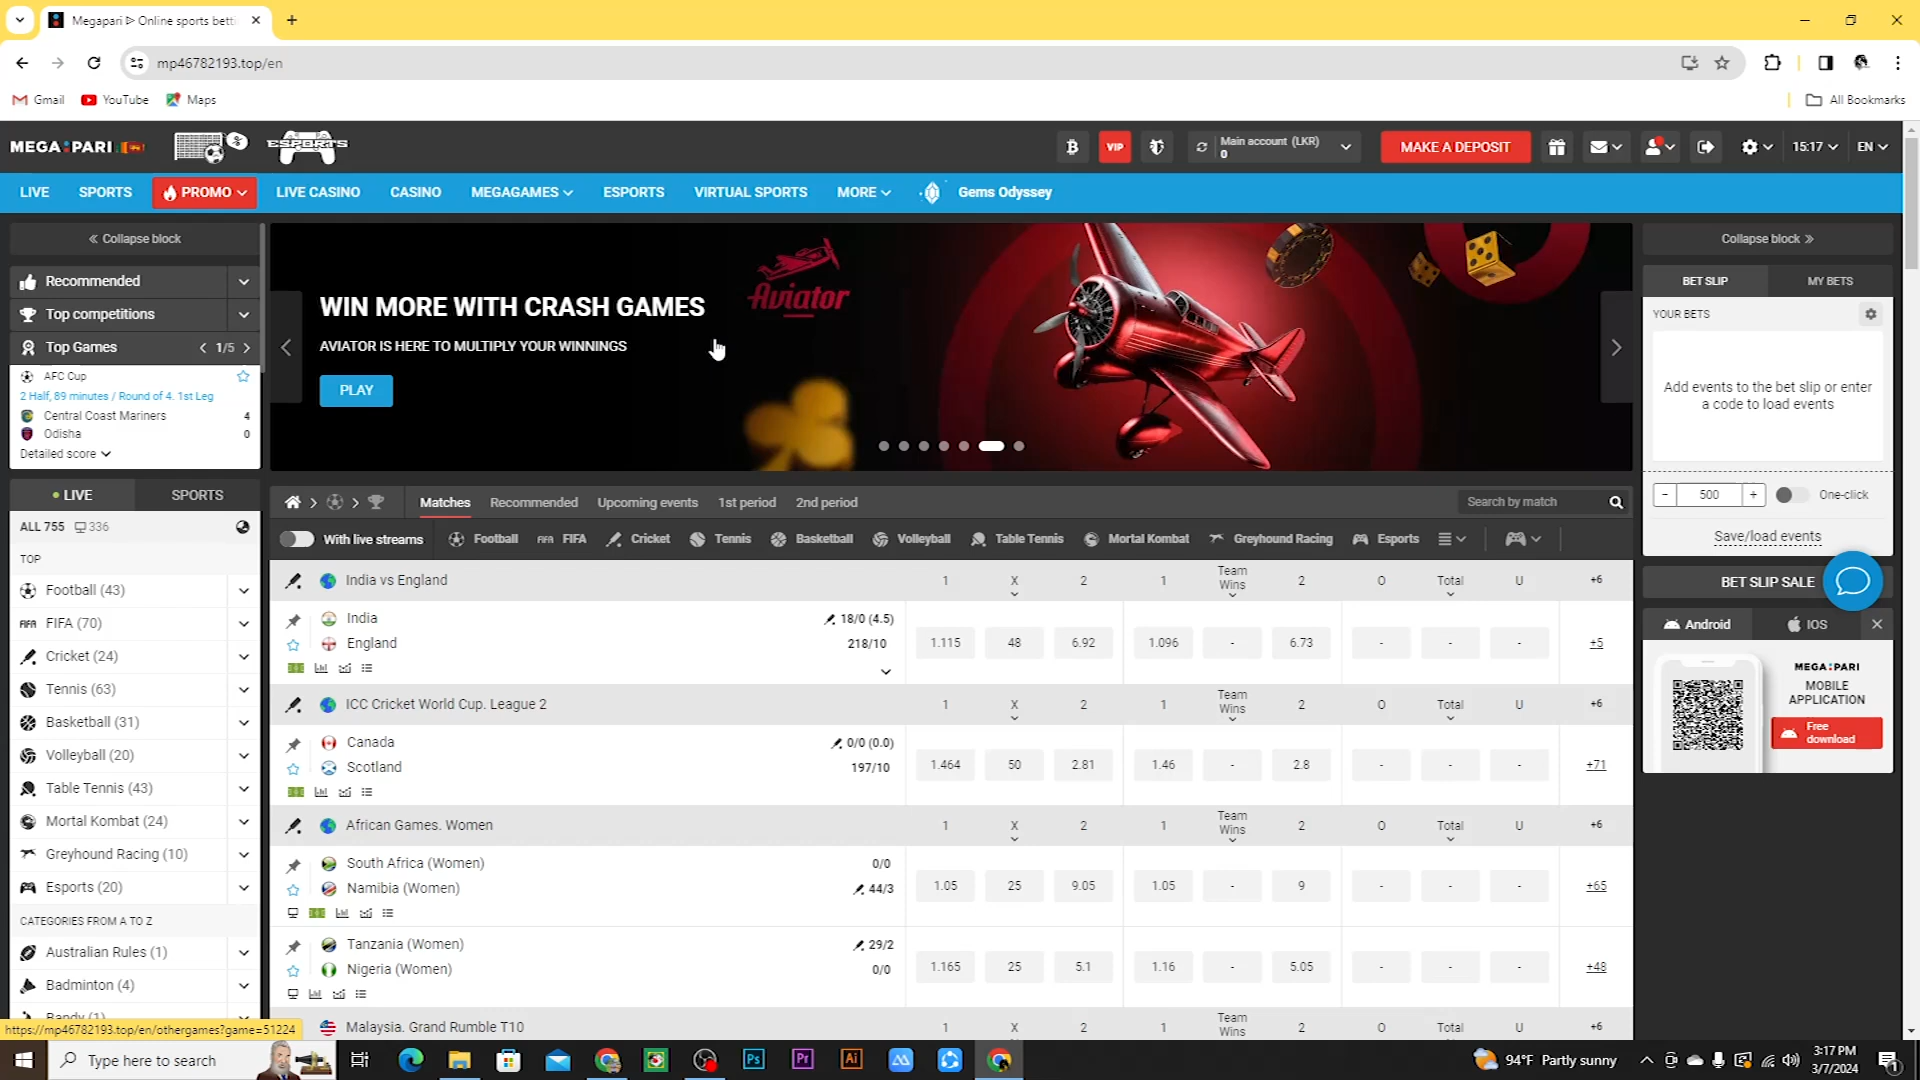 Megapari ᐉ Online sports betti
mp46782193.top/en
Gmail YouTube Maps All Bookmarks
MEGAPARI ESPORTS VIP Main account (LKR) 0 MAKE A DEPOSIT 15:17 EN
LIVE SPORTS PROMO LIVE CASINO CASINO MEGAGAMES ESPORTS VIRTUAL SPORTS MORE Gems Odyssey
Collapse block
Recommended
Top competitions
Top Games 1/5
AFC Cup
2 Half, 89 minutes / Round of 4. 1st Leg
Central Coast Mariners 4
Odisha 0
Detailed score
LIVE SPORTS
ALL 755 336
TOP
Football (43)
FIFA (70)
Cricket (24)
Tennis (63)
Basketball (31)
Volleyball (20)
Table Tennis (43)
Mortal Kombat (24)
Greyhound Racing (10)
Esports (20)
CATEGORIES FROM A TO Z
Australian Rules (1)
Badminton (4)
Bandy (1)
https://mp46782193.top/en/othergames?game=51224
WIN MORE WITH CRASH GAMES
AVIATOR IS HERE TO MULTIPLY YOUR WINNINGS
PLAY
Aviator
Matches Recommended Upcoming events 1st period 2nd period Search by match
With live streams Football FIFA Cricket Tennis Basketball Volleyball Table Tennis Mortal Kombat Greyhound Racing Esports
India vs England 1 X 2 1 Team Wins 2 O Total U +6
India 18/0 (4.5)
England 218/10 1.115 48 6.92 1.096 - 6.73 - - - +5
ICC Cricket World Cup. League 2 1 X 2 1 Team Wins 2 O Total U +6
Canada 0/0 (0.0)
Scotland 197/10 1.464 50 2.81 1.46 - 2.8 - - - +71
African Games. Women 1 X 2 1 Team Wins 2 O Total U +6
South Africa (Women) 0/0
Namibia (Women) 44/3 1.05 25 9.05 1.05 - 9 - - - +65
Tanzania (Women) 29/2
Nigeria (Women) 0/0 1.165 25 5.1 1.16 - 5.05 - - - +48
Malaysia. Grand Rumble T10 1 X 2 1 Team Wins 2 O Total U +6
Collapse block
BET SLIP MY BETS
YOUR BETS
Add events to the bet slip or enter
a code to load events
- 500 + One-click
Save/load events
BET SLIP SALE
Android IOS
MEGAPARI
MOBILE
APPLICATION
Free
download
Type here to search Ps Pr Ai 94°F Partly sunny 3:17 PM
3/7/2024 1